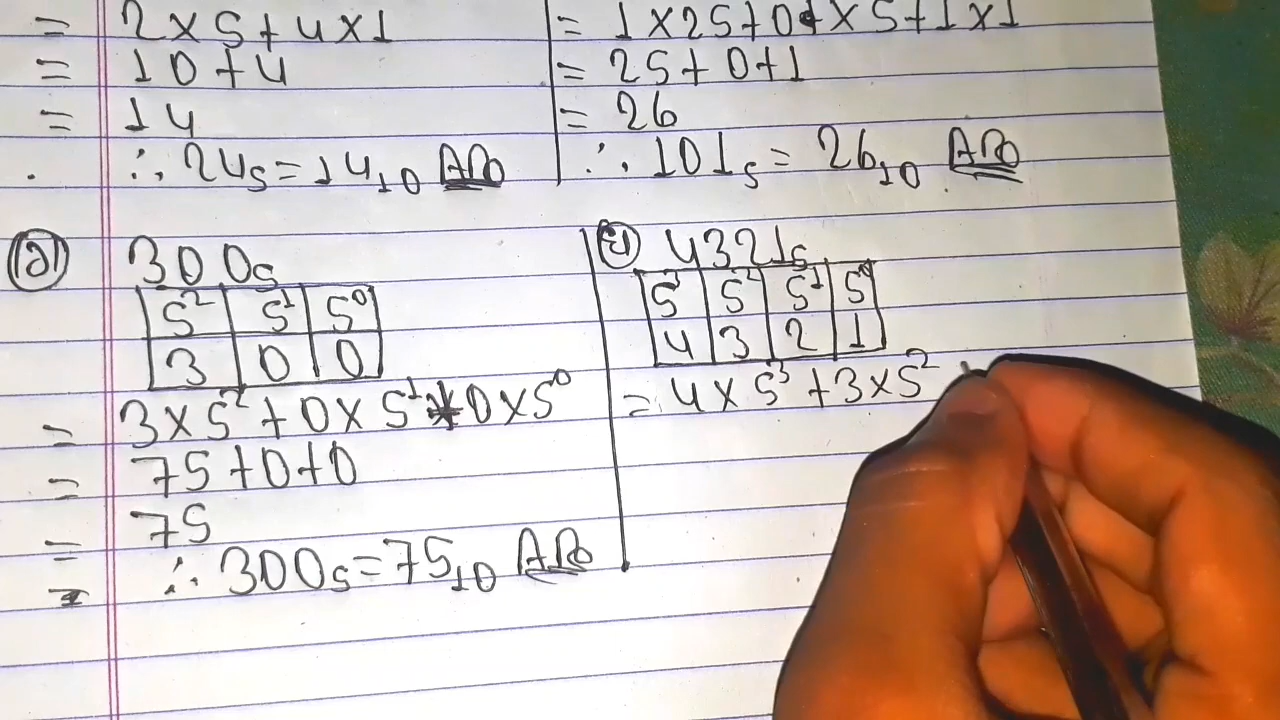 = 2×5+4×1
= 10+4
= 14
∴ 24₅=14₁₀ Ans
= 1×25+0×5+1×1
= 25+0+1
= 26
∴ 101₅= 26₁₀ Ans
300₅
5² 5¹ 5⁰
3 0 0
= 3×5²+0×5¹+0×5⁰
= 75+0+0
= 75
∴ 300₅=75₁₀ Ans
4321₅
5³ 5² 5¹ 5⁰
4 3 2 1
= 4×5³+3×5²